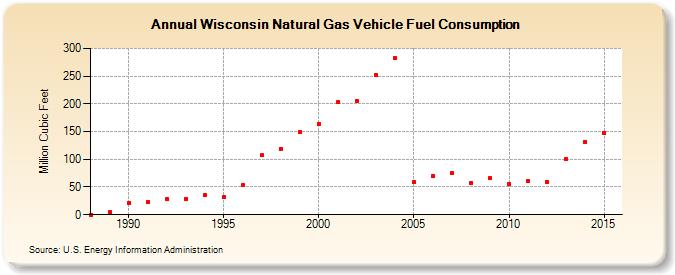 Annual Wisconsin Natural Gas Vehicle Fuel Consumption
Million Cubic Feet
300
250
200
150
100
50
0
1990 1995 2000 2005 2010 2015
Source: U.S. Energy Information Administration